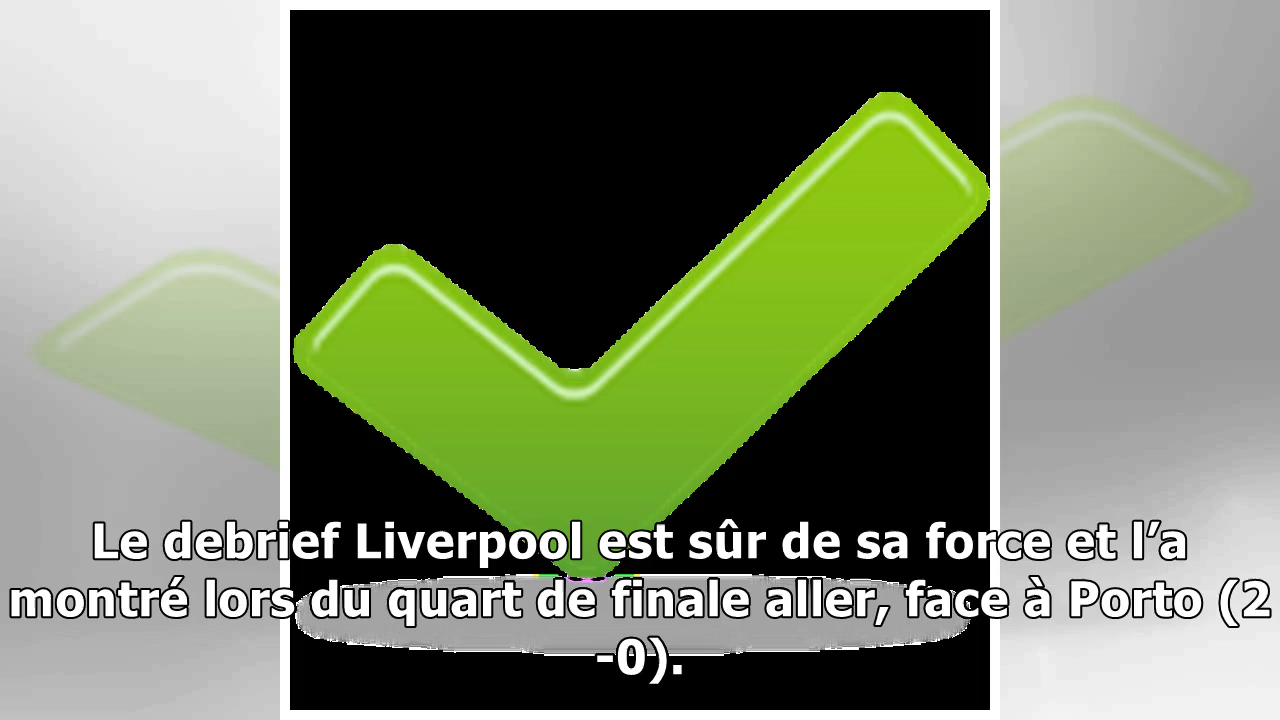 Le debrief Liverpool est sûr de sa force et l’a
montré lors du quart de finale aller, face à Porto (2
-0).